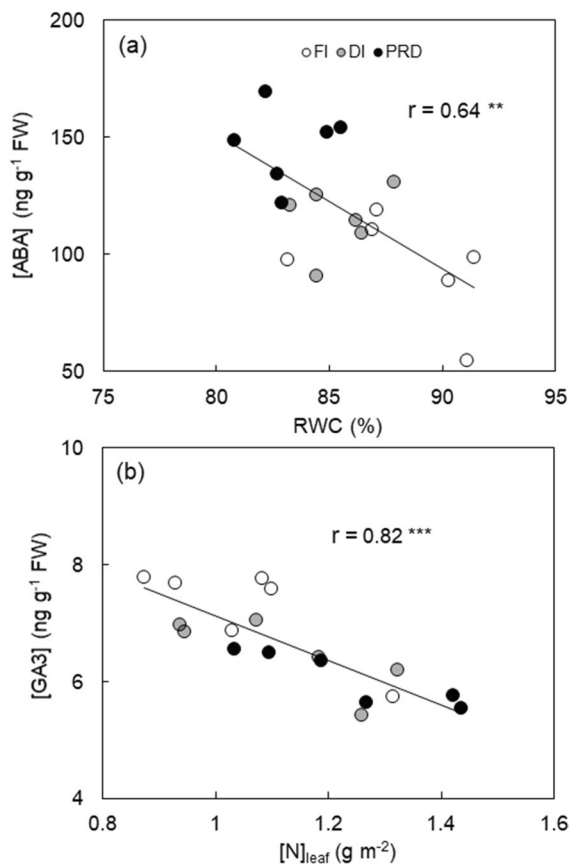 (a)
FI DI PRD
r = 0.64 **
[ABA] (ng g⁻¹ FW)
200
150
100
50
75 80 85 90 95
RWC (%)
(b)
r = 0.82 ***
[GA3] (ng g⁻¹ FW)
10
8
6
4
0.8 1 1.2 1.4 1.6
[N]leaf (g m⁻²)